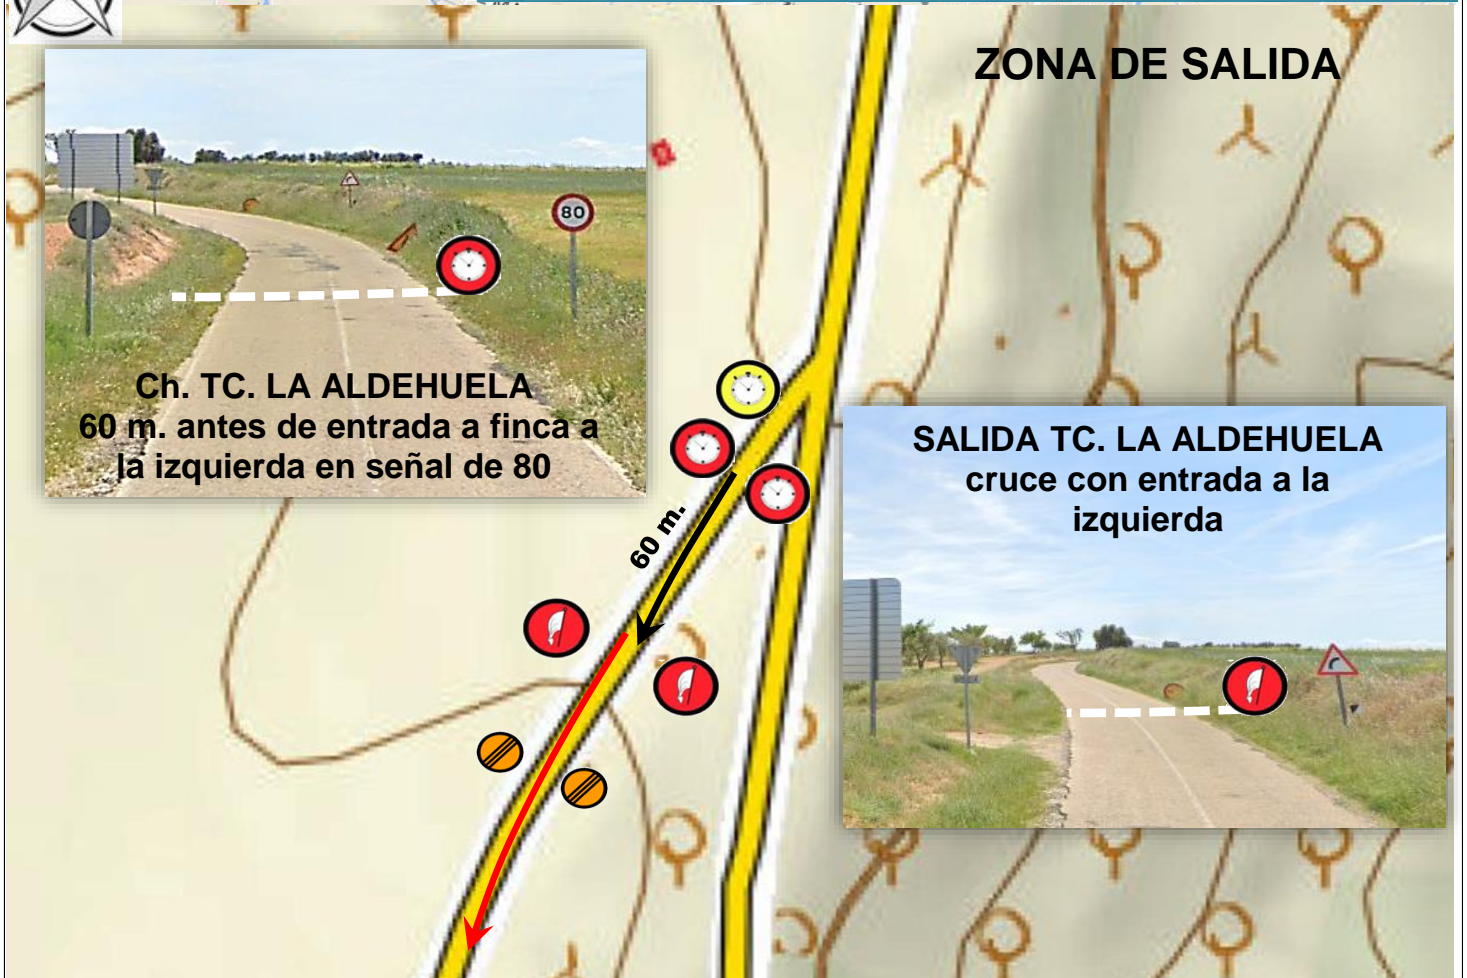 ZONA DE SALIDA
80
Ch. TC. LA ALDEHUELA
60 m. antes de entrada a finca a
la izquierda en señal de 80
60 m.
SALIDA TC. LA ALDEHUELA
cruce con entrada a la
izquierda